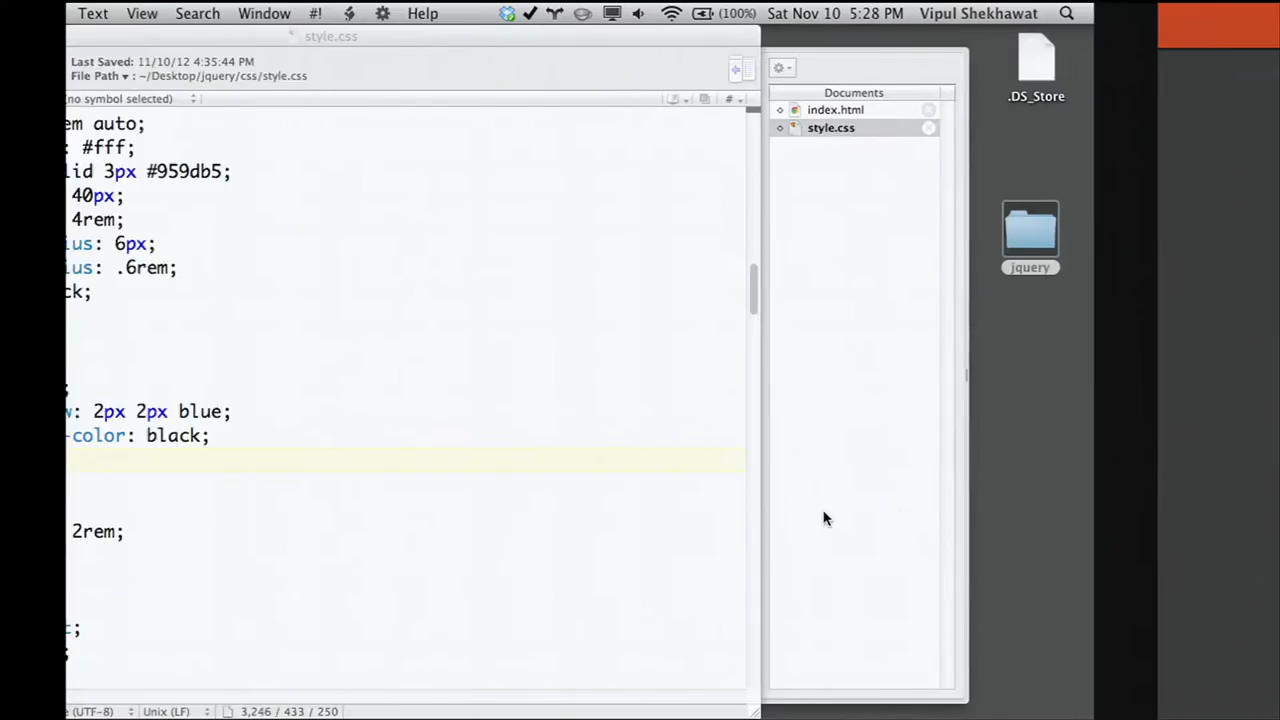 Text View Search Window #! Help (100%) Sat Nov 10 5:28 PM Vipul Shekhawat
style.css
Last Saved: 11/10/12 4:35:44 PM
File Path ▾ : ~/Desktop/jquery/css/style.css
(no symbol selected)
#
Documents
index.html
style.css
.DS_Store
jquery
em auto;
: #fff;
lid 3px #959db5;
40px;
4rem;
ius: 6px;
ius: .6rem;
ck;
;
w: 2px 2px blue;
-color: black;
2rem;
t;
;
(UTF-8) Unix (LF) 3,246 / 433 / 250